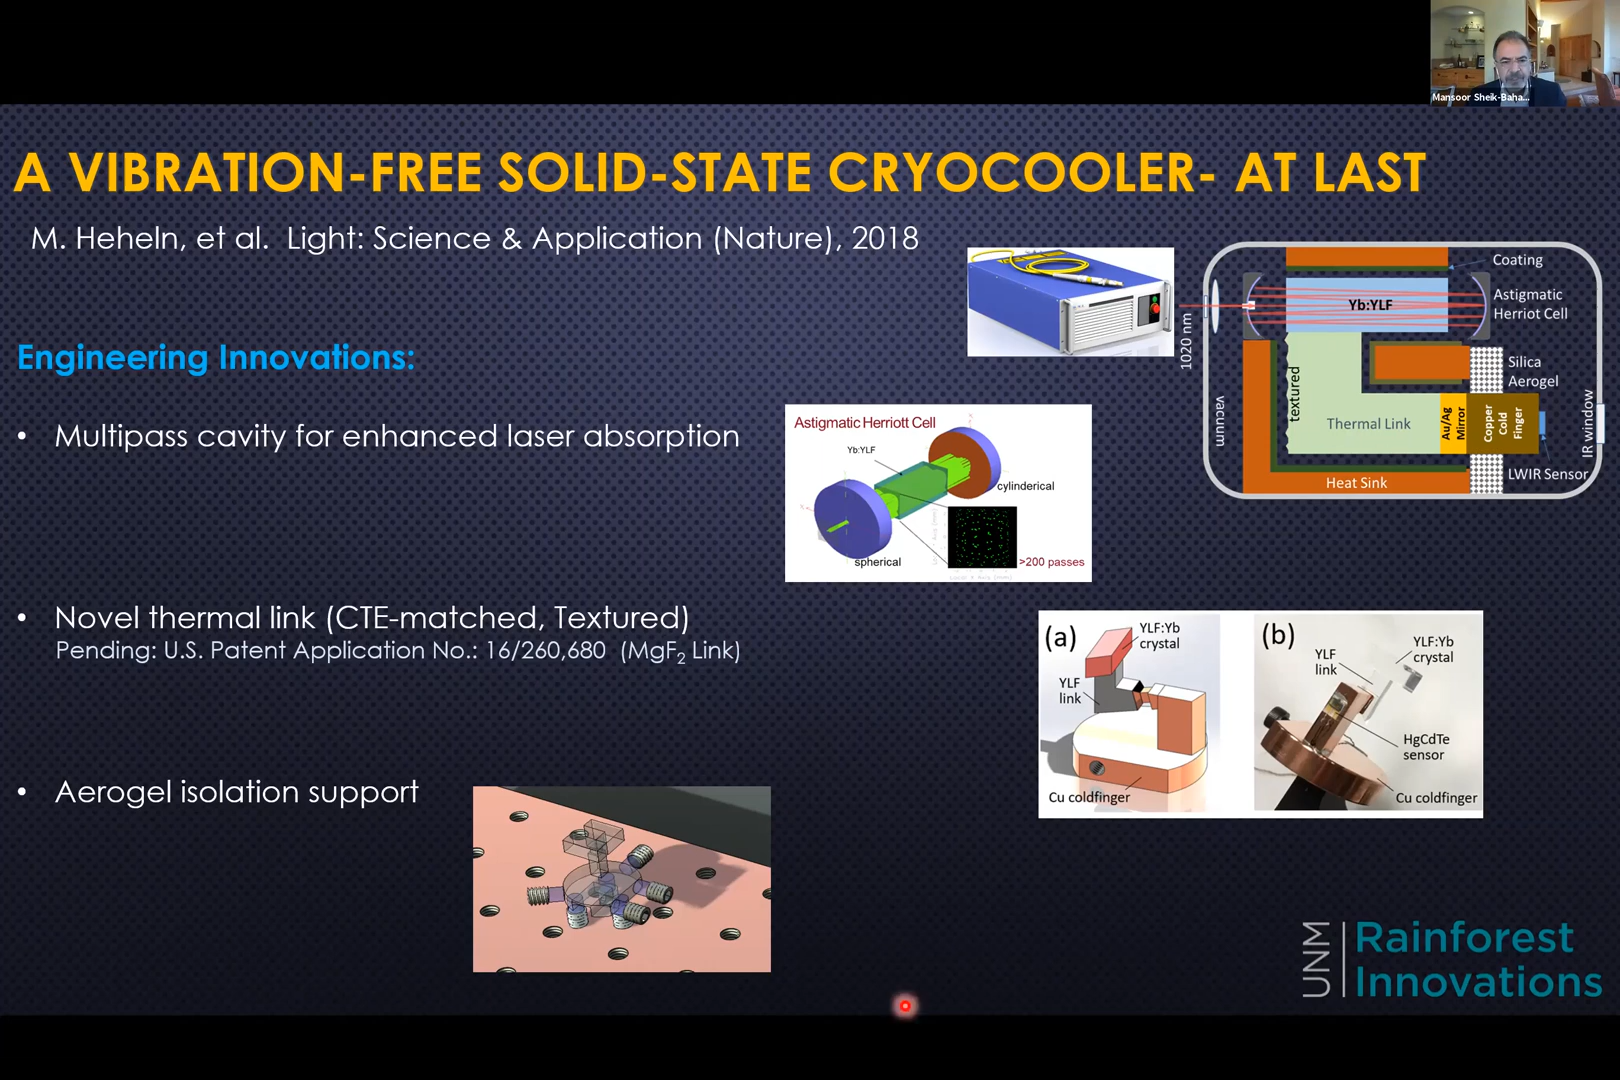 Mansoor Sheik-Baha...
A VIBRATION-FREE SOLID-STATE CRYOCOOLER- AT LAST
M. Heheln, et al. Light: Science & Application (Nature), 2018
Engineering Innovations:
• Multipass cavity for enhanced laser absorption
• Novel thermal link (CTE-matched, Textured)
Pending: U.S. Patent Application No.: 16/260,680 (MgF2 Link)
• Aerogel isolation support
1020 nm
vacuum
Coating
Yb:YLF
Astigmatic
Herriot Cell
textured
Silica
Aerogel
Thermal Link
Au/Ag
Mirror
Copper
Cold
Finger
IR window
LWIR Sensor
Heat Sink
Astigmatic Herriott Cell
Yb:YLF
cylinderical
spherical
>200 passes
(a)
YLF:Yb
crystal
YLF
link
Cu coldfinger
(b)
YLF:Yb
crystal
YLF
link
HgCdTe
sensor
Cu coldfinger
UNM
Rainforest
Innovations